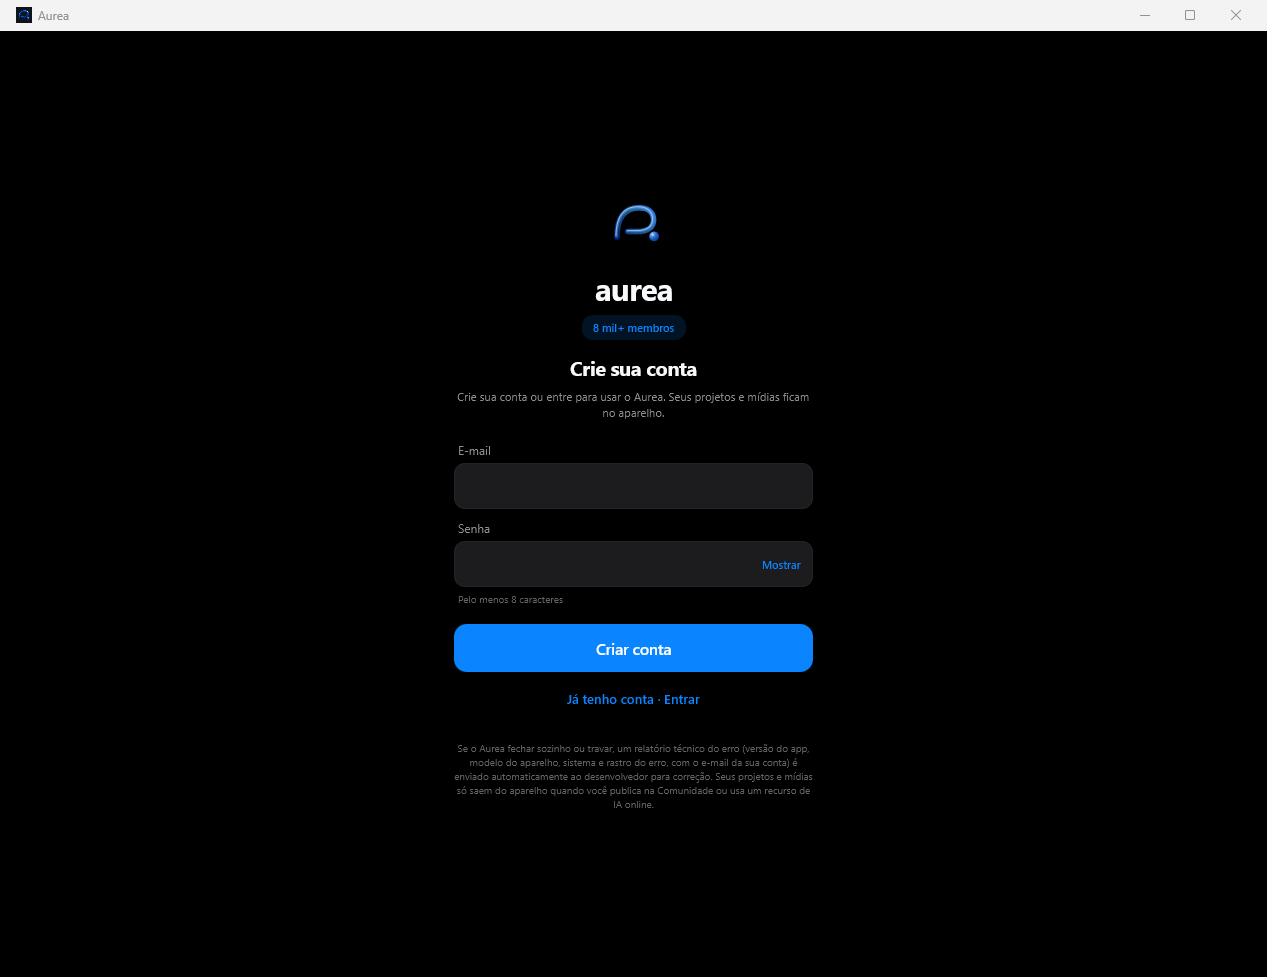 Aurea
aurea
8 mil+ membros
Crie sua conta
Crie sua conta ou entre para usar o Aurea. Seus projetos e mídias ficam
no aparelho.
E-mail
Senha
Mostrar
Pelo menos 8 caracteres
Criar conta
Já tenho conta · Entrar
Se o Aurea fechar sozinho ou travar, um relatório técnico do erro (versão do app,
modelo do aparelho, sistema e rastro do erro, com o e-mail da sua conta) é
enviado automaticamente ao desenvolvedor para correção. Seus projetos e mídias
só saem do aparelho quando você publica na Comunidade ou usa um recurso de
IA online.